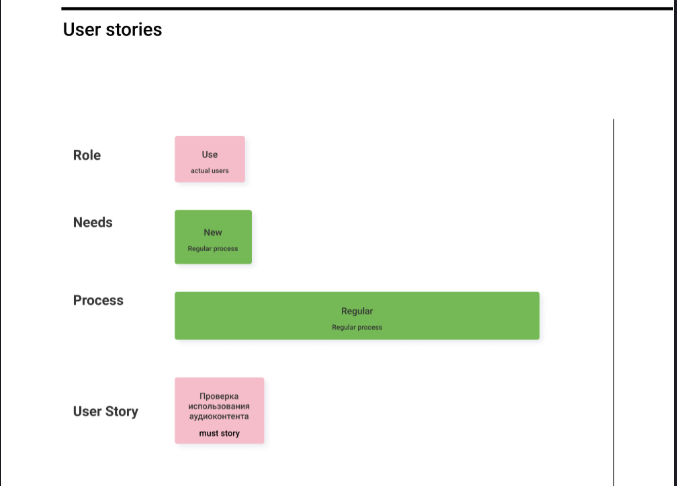 User stories
Role
Use
actual users
Needs
New
Regular process
Process
Regular
Regular process
User Story
Проверка
использования
аудиоконтента
must story